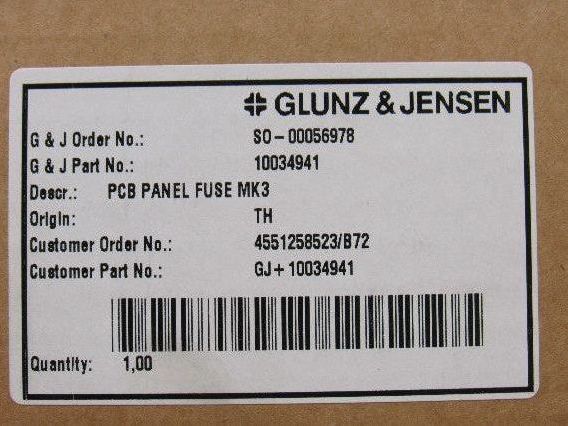 GLUNZ & JENSEN
G & J Order No.: SO-00056978
G & J Part No.: 10034941
Descr.: PCB PANEL FUSE MK3
Origin: TH
Customer Order No.: 4551258523/B72
Customer Part No.: GJ+10034941
Quantity: 1,00